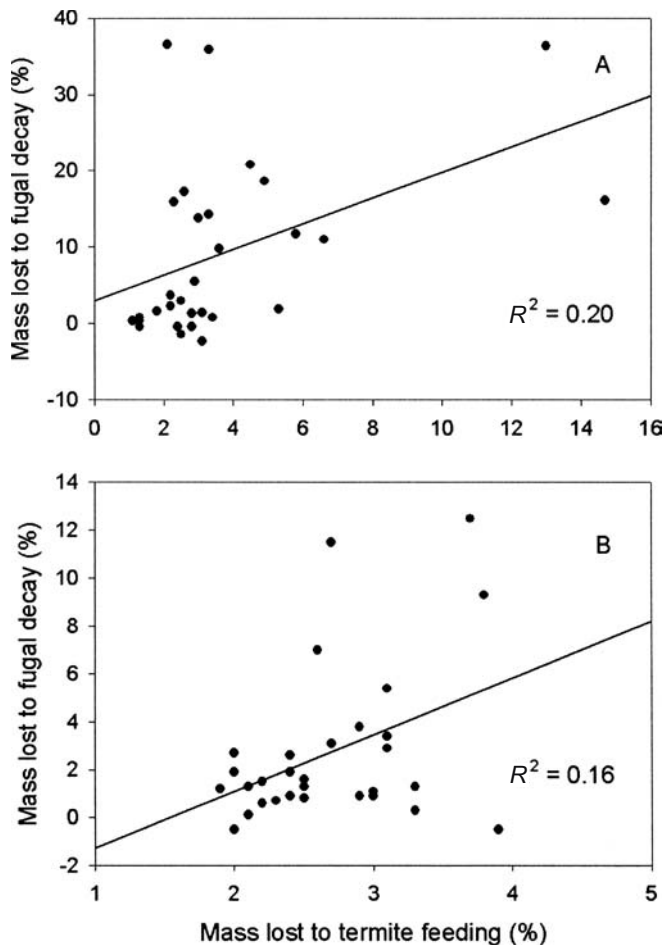 40
30
20
10
0
-10
Mass lost to fugal decay (%)
A
R² = 0.20
0 2 4 6 8 10 12 14 16
14
12
10
8
6
4
2
0
-2
Mass lost to fugal decay (%)
B
R² = 0.16
1 2 3 4 5
Mass lost to termite feeding (%)